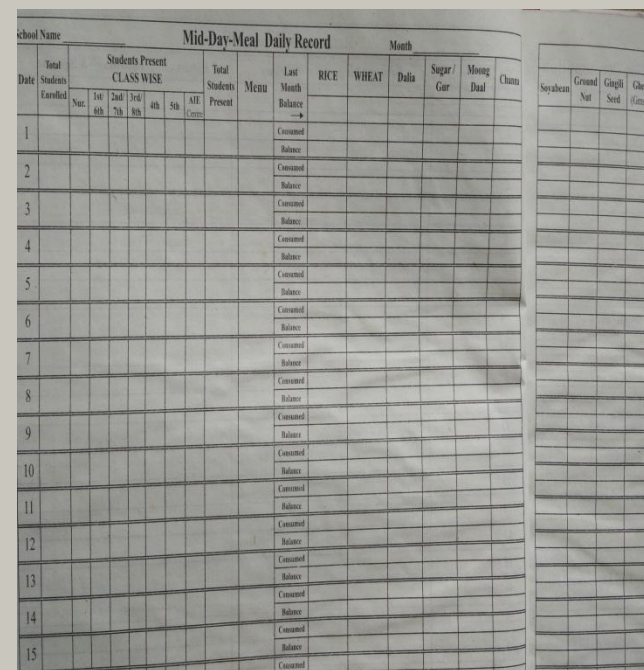 School Name Mid-Day-Meal Daily Record Month
Date Total Students Enrolled Students Present CLASS WISE Total Students Present Menu Last Month Balance → RICE WHEAT Dalia Sugar / Gur Moong Daal Chana Soyabean Ground Nut Gingili Seed Ghe
Nur. 1st/ 6th 2nd/ 7th 3rd/ 8th 4th 5th AIE Centre
1 Consumed
Balance
2 Consumed
Balance
3 Consumed
Balance
4 Consumed
Balance
5 Consumed
Balance
6 Consumed
Balance
7 Consumed
Balance
8 Consumed
Balance
9 Consumed
Balance
10 Consumed
Balance
11 Consumed
Balance
12 Consumed
Balance
13 Consumed
Balance
14 Consumed
Balance
15 Consumed
Balance
Consumed